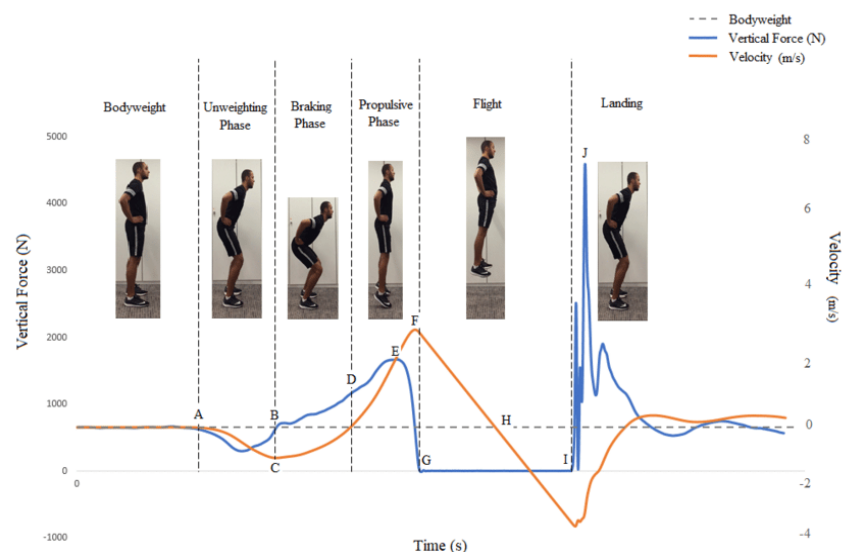 Bodyweight
Vertical Force (N)
Velocity (m/s)
Bodyweight
Unweighting
Phase
Braking
Phase
Propulsive
Phase
Flight
Landing
5000
4000
3000
2000
1000
0
-1000
Vertical Force (N)
8
6
4
2
0
-2
-4
Velocity (m/s)
A
B
C
D
E
F
G
H
I
J
0
Time (s)